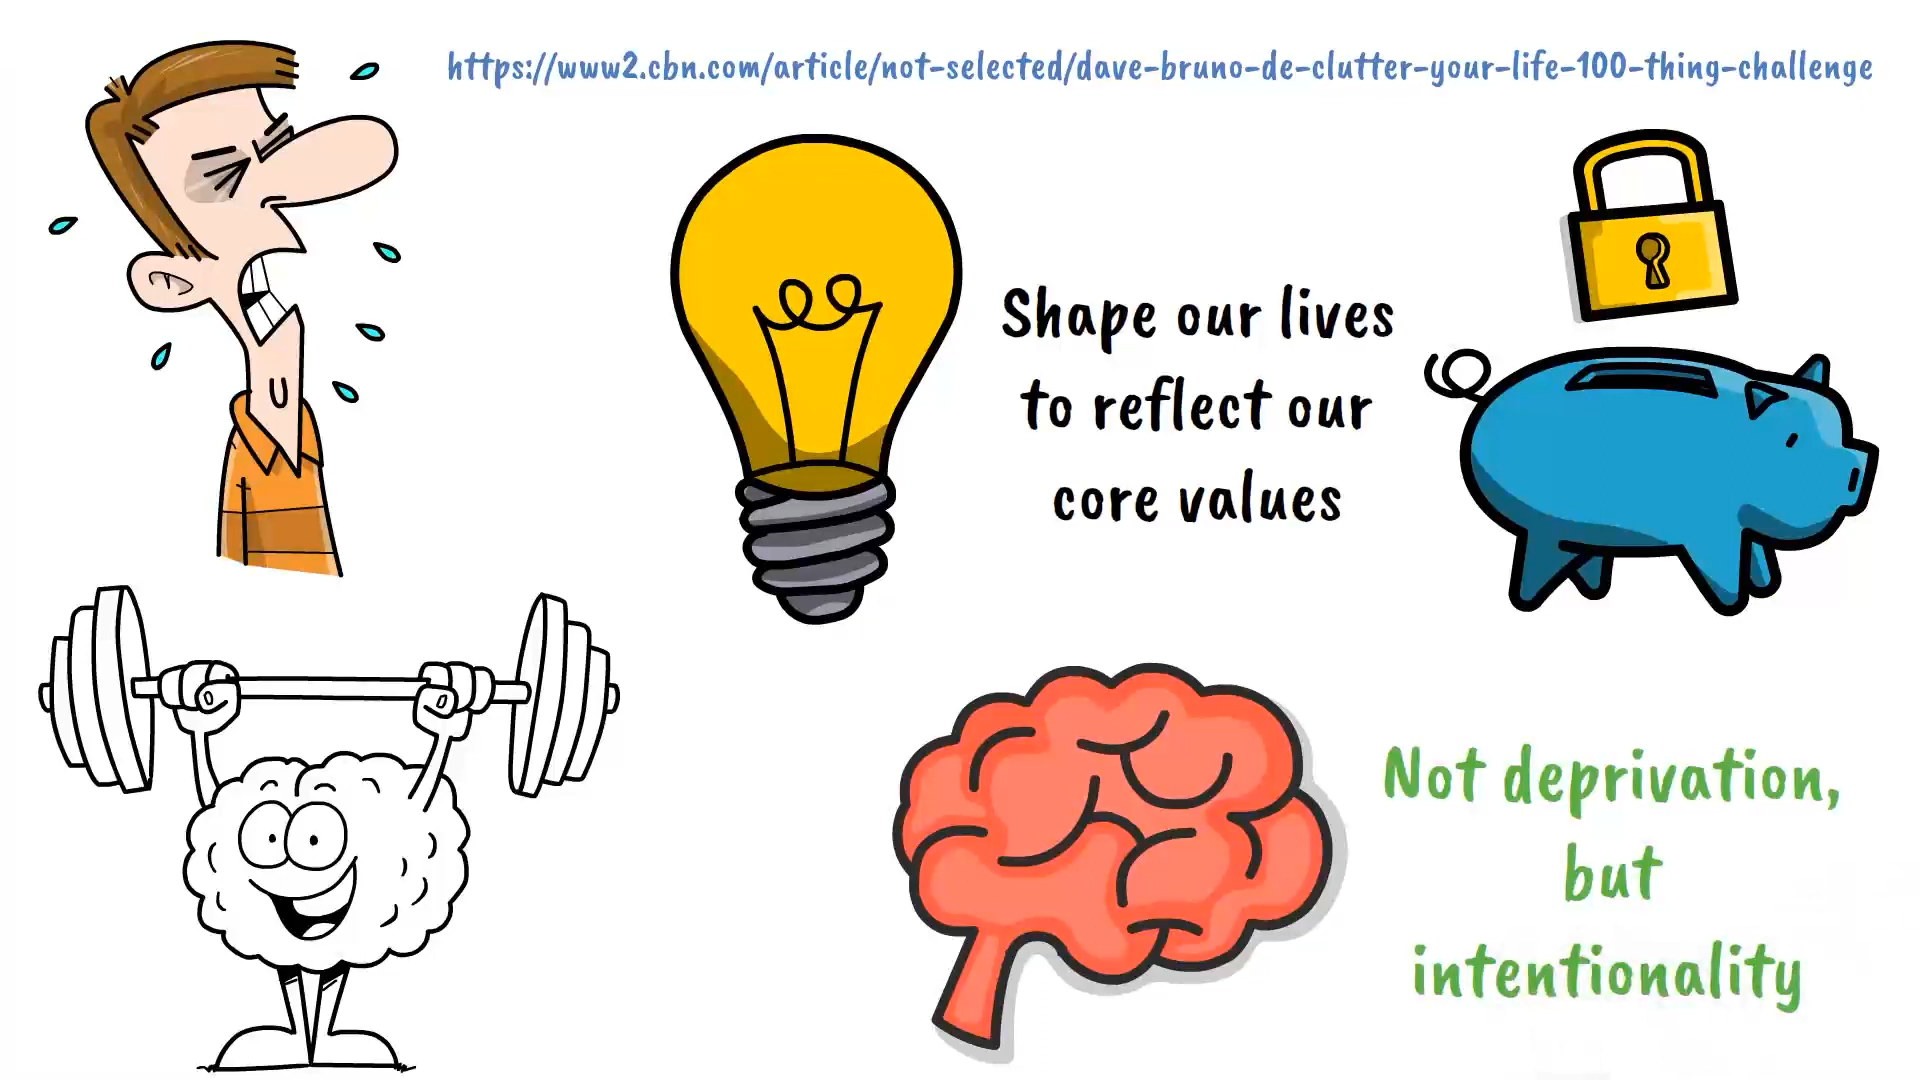 https://www2.cbn.com/article/not-selected/dave-bruno-de-clutter-your-life-100-thing-challenge
Shape our lives
to reflect our
core values
Not deprivation,
but
intentionality